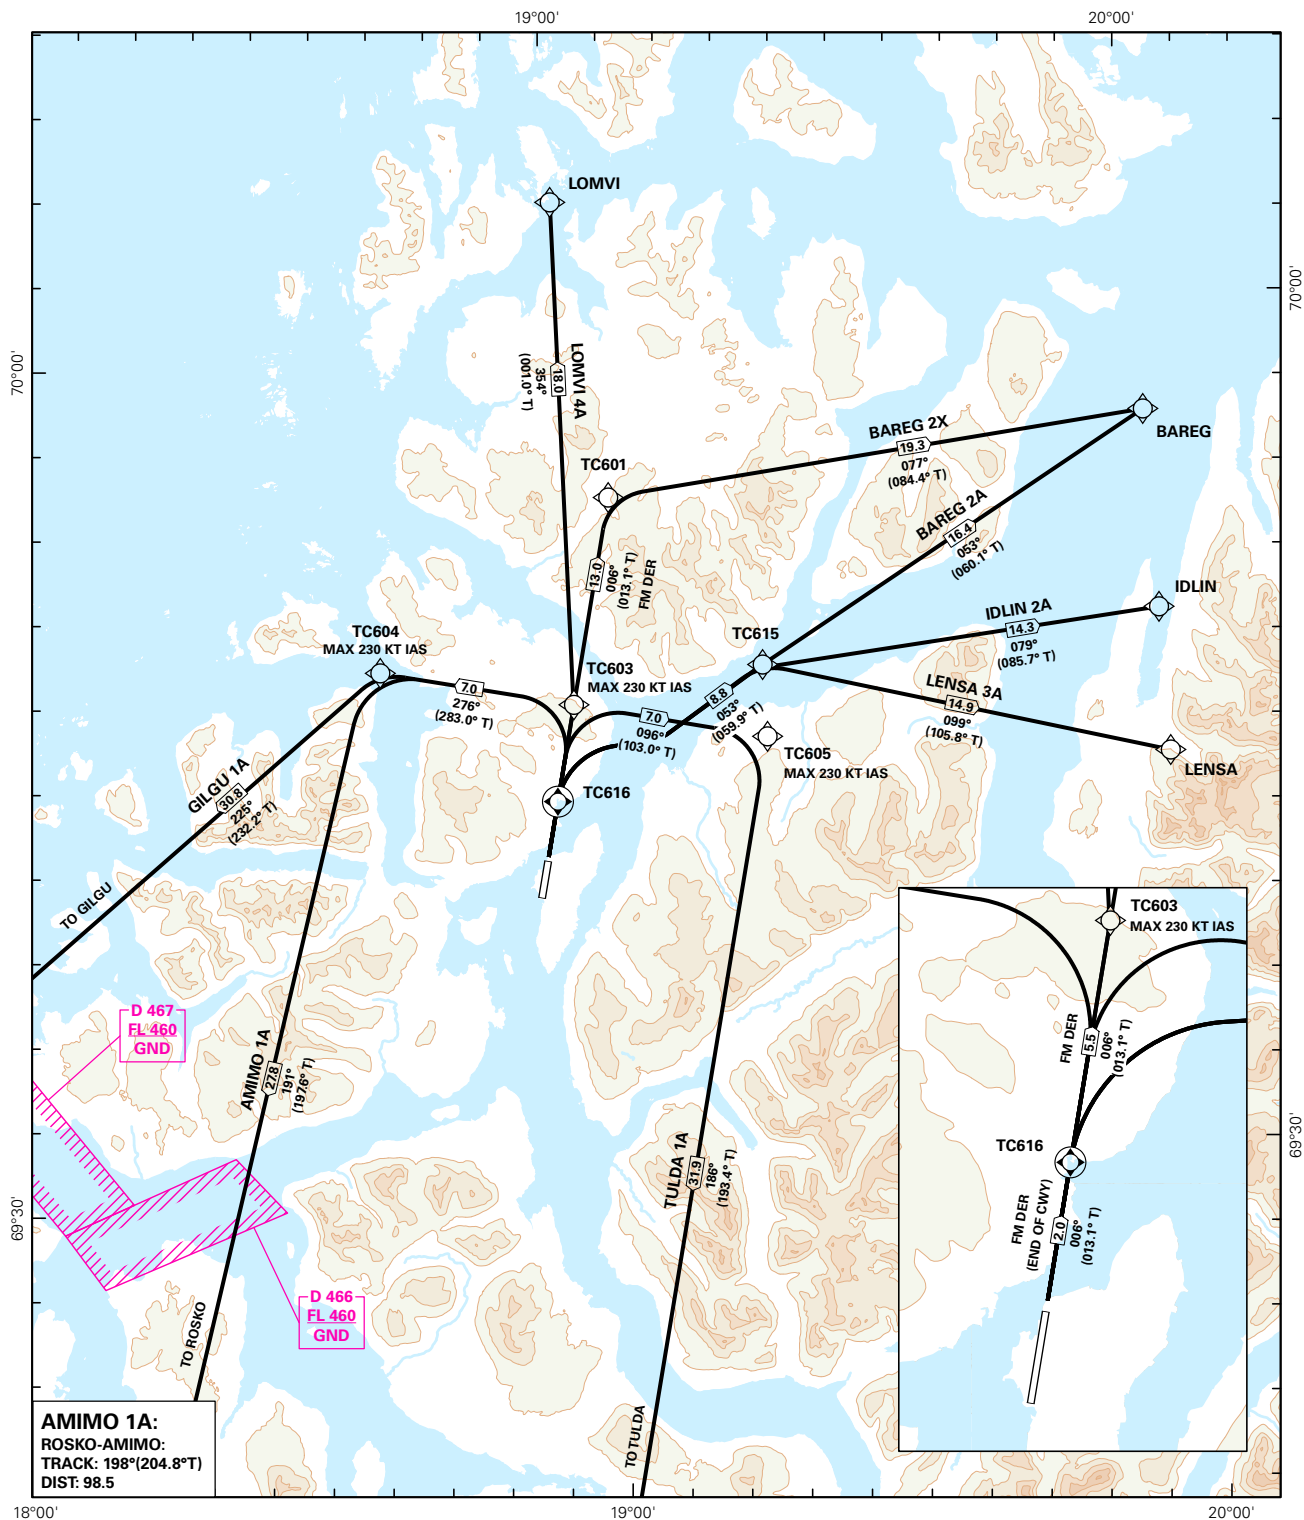 19°00'
20°00'
LOMVI
70°00'
70°00'
LOMVI 4A
18.0
354°
(001.0° T)
BAREG 2X
19.3
077°
(084.4° T)
BAREG
TC601
BAREG 2A
16.4
053°
(060.1° T)
13.0
006°
(013.1° T)
FM DER
IDLIN
IDLIN 2A
14.3
079°
(085.7° T)
TC615
TC604
MAX 230 KT IAS
TC603
MAX 230 KT IAS
LENSA 3A
14.9
099°
(105.8° T)
7.0
276°
(283.0° T)
8.8
053°
(059.9° T)
7.0
096°
(103.0° T)
TC605
MAX 230 KT IAS
LENSA
GILGU 1A
30.8
225°
(232.2° T)
TC616
TO GILGU
TC603
MAX 230 KT IAS
D 467
FL 460
GND
FM DER
5.5
006°
(013.1° T)
AMIMO 1A
27.8
191°
(197.6° T)
TC616
TULDA 1A
31.9
186°
(193.4° T)
FM DER
(END OF CWY)
2.0
006°
(013.1° T)
69°30'
69°30'
D 466
FL 460
GND
TO ROSKO
TO TULDA
AMIMO 1A:
ROSKO-AMIMO:
TRACK: 198°(204.8°T)
DIST: 98.5
18°00'
19°00'
20°00'